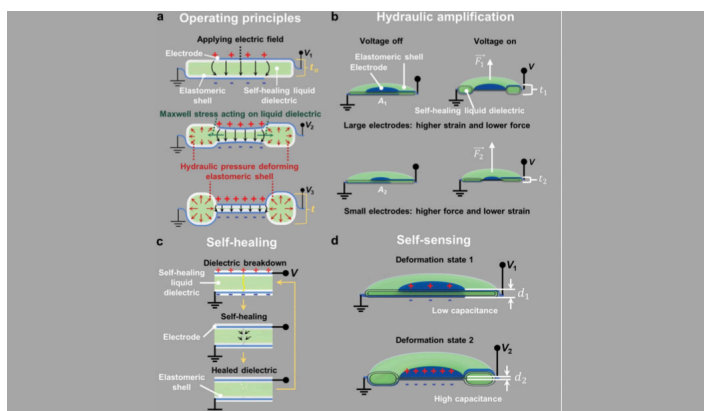 a Operating principles
Applying electric field
Electrode
V₁
t₀
Elastomeric
shell
Self-healing liquid
dielectric
Maxwell stress acting on liquid dielectric
V₂
Hydraulic pressure deforming
elastomeric shell
V₃
t
b Hydraulic amplification
Voltage off
Voltage on
Elastomeric shell
Electrode
A₁
F₁
V
t₁
Self-healing liquid dielectric
Large electrodes: higher strain and lower force
A₂
F₂
V
t₂
Small electrodes: higher force and lower strain
c Self-healing
Dielectric breakdown
Self-healing
liquid
dielectric
V
Self-healing
Electrode
Healed dielectric
Elastomeric
shell
d Self-sensing
Deformation state 1
V₁
d₁
Low capacitance
Deformation state 2
V₂
d₂
High capacitance